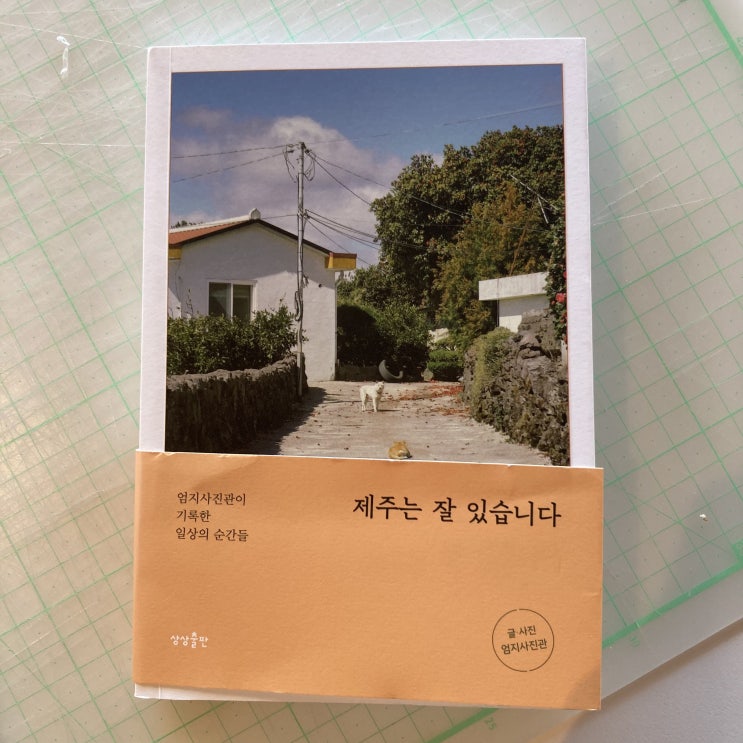 엄지사진관이
기록한
일상의 순간들
제주는 잘 있습니다
글·사진
엄지사진관
상상출판
25